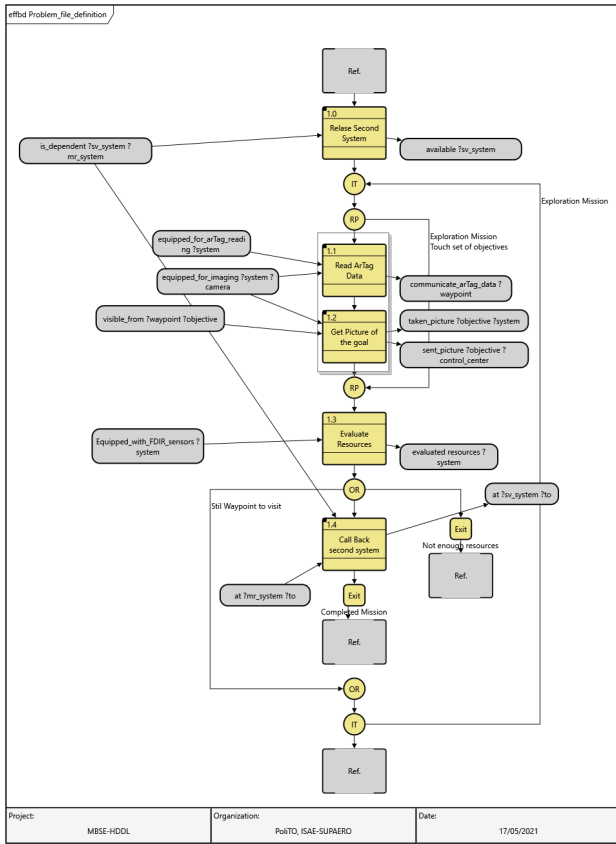 effbd Problem_file_definition
Ref.
1.0
Relase Second
System
is_dependent ?sv_system ?
mr_system
available ?sv_system
IT
Exploration Mission
RP
Exploration Mission
Touch set of objectives
equipped_for_arTag_readi
ng ?system
1.1
Read ArTag
Data
equipped_for_imaging ?system ?
camera
communicate_arTag_data ?
waypoint
visible_from ?waypoint ?objective
1.2
Get Picture of
the goal
taken_picture ?objective ?system
sent_picture ?objective ?
control_center
RP
1.3
Evaluate
Resources
Equipped_with_FDIR_sensors ?
system
evaluated resources ?
system
OR
at ?sv_system ?to
Stil Waypoint to visit
1.4
Call Back
second system
Exit
Not enough resources
Ref.
at ?mr_system ?to
Exit
Completed Mission
Ref.
OR
IT
Ref.
Project:
MBSE-HDDL
Organization:
PoliTO, ISAE-SUPAERO
Date:
17/05/2021